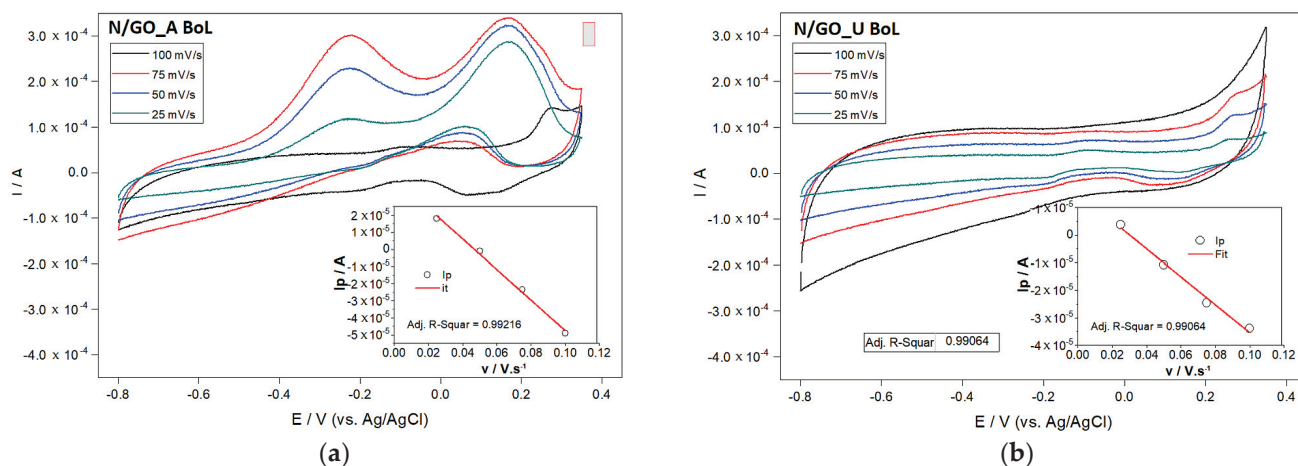 N/GO_A BoL
100 mV/s
75 mV/s
50 mV/s
25 mV/s
3.0 x 10⁻⁴
2.0 x 10⁻⁴
1.0 x 10⁻⁴
0.0
-1.0 x 10⁻⁴
-2.0 x 10⁻⁴
-3.0 x 10⁻⁴
-4.0 x 10⁻⁴
I / A
-0.8 -0.6 -0.4 -0.2 0.0 0.2 0.4
E / V (vs. Ag/AgCl)
2 x 10⁻⁵
1 x 10⁻⁵
0
-1 x 10⁻⁵
-2 x 10⁻⁵
-3 x 10⁻⁵
-4 x 10⁻⁵
-5 x 10⁻⁵
Ip / A
Ip
it
Adj. R-Squar = 0.99216
0.00 0.02 0.04 0.06 0.08 0.10 0.12
v / V.s⁻¹
(a)
N/GO_U BoL
100 mV/s
75 mV/s
50 mV/s
25 mV/s
3.0 x 10⁻⁴
2.0 x 10⁻⁴
1.0 x 10⁻⁴
0.0
-1.0 x 10⁻⁴
-2.0 x 10⁻⁴
-3.0 x 10⁻⁴
-4.0 x 10⁻⁴
I / A
-0.8 -0.6 -0.4 -0.2 0.0 0.2 0.4
E / V (vs. Ag/AgCl)
1 x 10⁻⁵
0
-1 x 10⁻⁵
-2 x 10⁻⁵
-3 x 10⁻⁵
-4 x 10⁻⁵
Ip / A
Ip
Fit
Adj. R-Squar = 0.99064
Adj. R-Squar 0.99064
0.00 0.02 0.04 0.06 0.08 0.10 0.12
v / V.s⁻¹
(b)